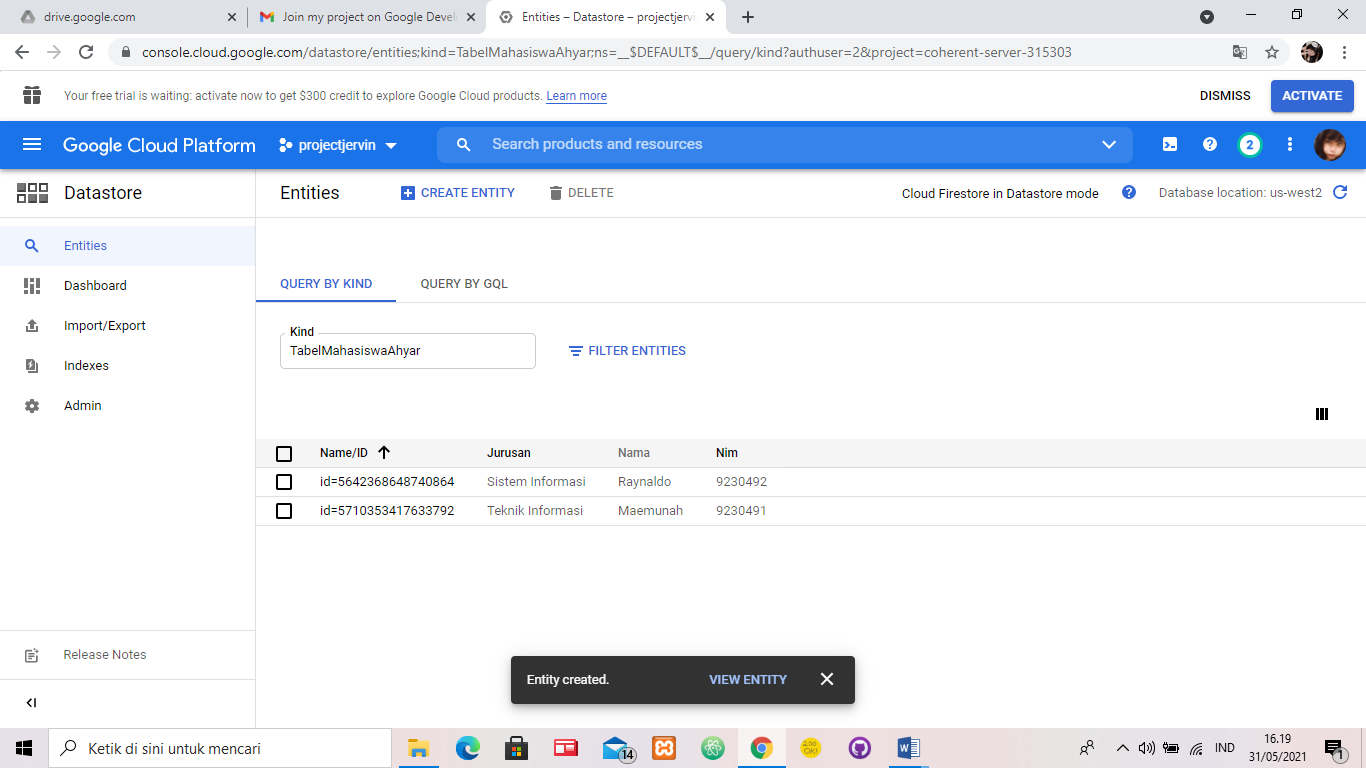 drive.google.com
Join my project on Google Devel
Entities – Datastore – projectjervi
console.cloud.google.com/datastore/entities;kind=TabelMahasiswaAhyar;ns=__$DEFAULT$__/query/kind?authuser=2&project=coherent-server-315303
Your free trial is waiting: activate now to get $300 credit to explore Google Cloud products. Learn more
DISMISS
ACTIVATE
Google Cloud Platform
projectjervin
Search products and resources
2
Datastore
Entities
CREATE ENTITY
DELETE
Cloud Firestore in Datastore mode
Database location: us-west2
Entities
Dashboard
Import/Export
Indexes
Admin
QUERY BY KIND
QUERY BY GQL
Kind
TabelMahasiswaAhyar
FILTER ENTITIES
Name/ID Jurusan Nama Nim
id=5642368648740864 Sistem Informasi Raynaldo 9230492
id=5710353417633792 Teknik Informasi Maemunah 9230491
Release Notes
Entity created.
VIEW ENTITY
Ketik di sini untuk mencari
14
IND
16.19
31/05/2021
1